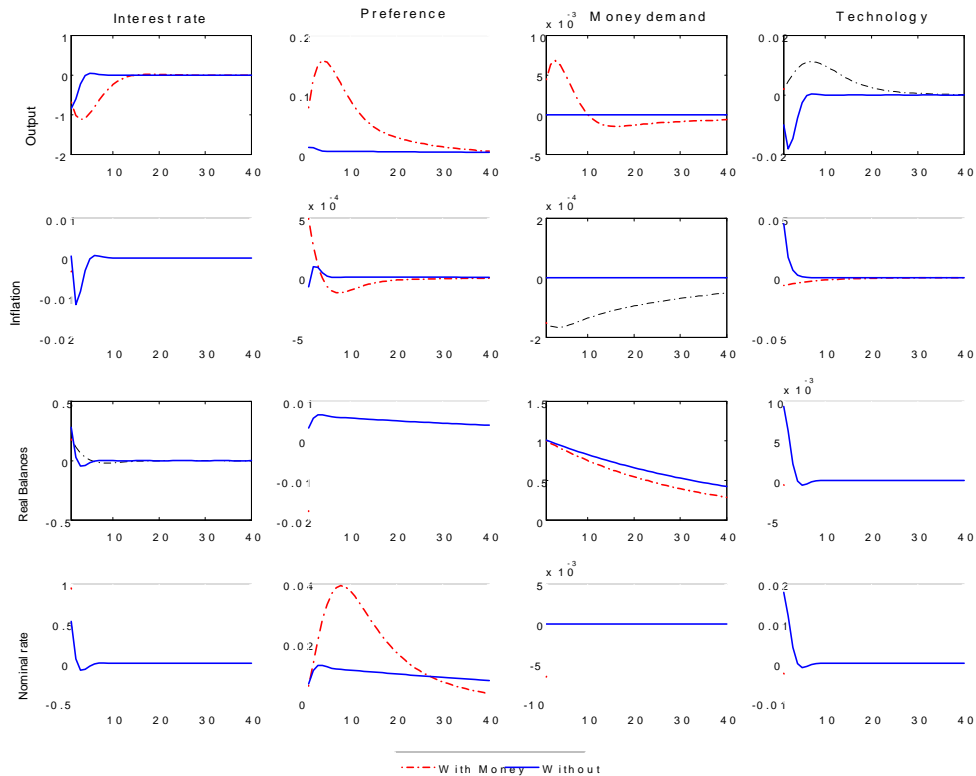 Interest rate Preference Money demand Technology
x 10 -3
1 0.2 10 0.02
0 0.1 5 0
-1 0 0
-2 0 -5 -0.02
Output
10 20 30 40 10 20 30 40 10 20 30 40 10 20 30 40
x 10 -4 x 10 -4
0.01 5 2 0.05
0 0 0
-0.01
-0.02 -5 -2 -0.05
Inflation
10 20 30 40 10 20 30 40 10 20 30 40 10 20 30 40
x 10 -3
0.5 0.01 1.5 10
0 0 1 5
-0.01 0.5 0
-0.5 -0.02 0 -5
Real Balances
10 20 30 40 10 20 30 40 10 20 30 40 10 20 30 40
x 10 -3
1 0.04 5 0.02
0.5 0.02 0 0.01
0 -5 0
-0.5 0 -10 -0.01
Nominal rate
10 20 30 40 10 20 30 40 10 20 30 40 10 20 30 40
With Money Without